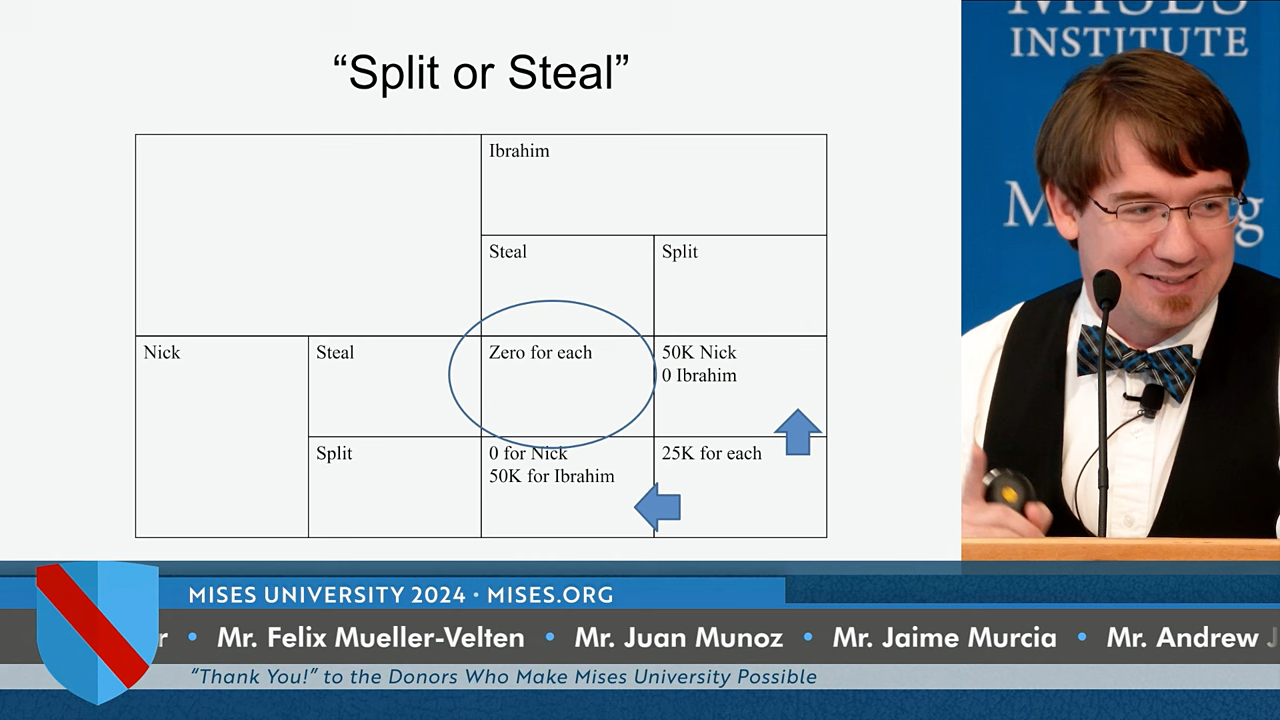 “Split or Steal”
Ibrahim
Steal
Split
Nick
Steal
Zero for each
50K Nick
0 Ibrahim
Split
0 for Nick
50K for Ibrahim
25K for each
INSTITUTE
MISES UNIVERSITY 2024 • MISES.ORG
r • Mr. Felix Mueller-Velten • Mr. Juan Munoz • Mr. Jaime Murcia • Mr. Andrew
“Thank You!” to the Donors Who Make Mises University Possible